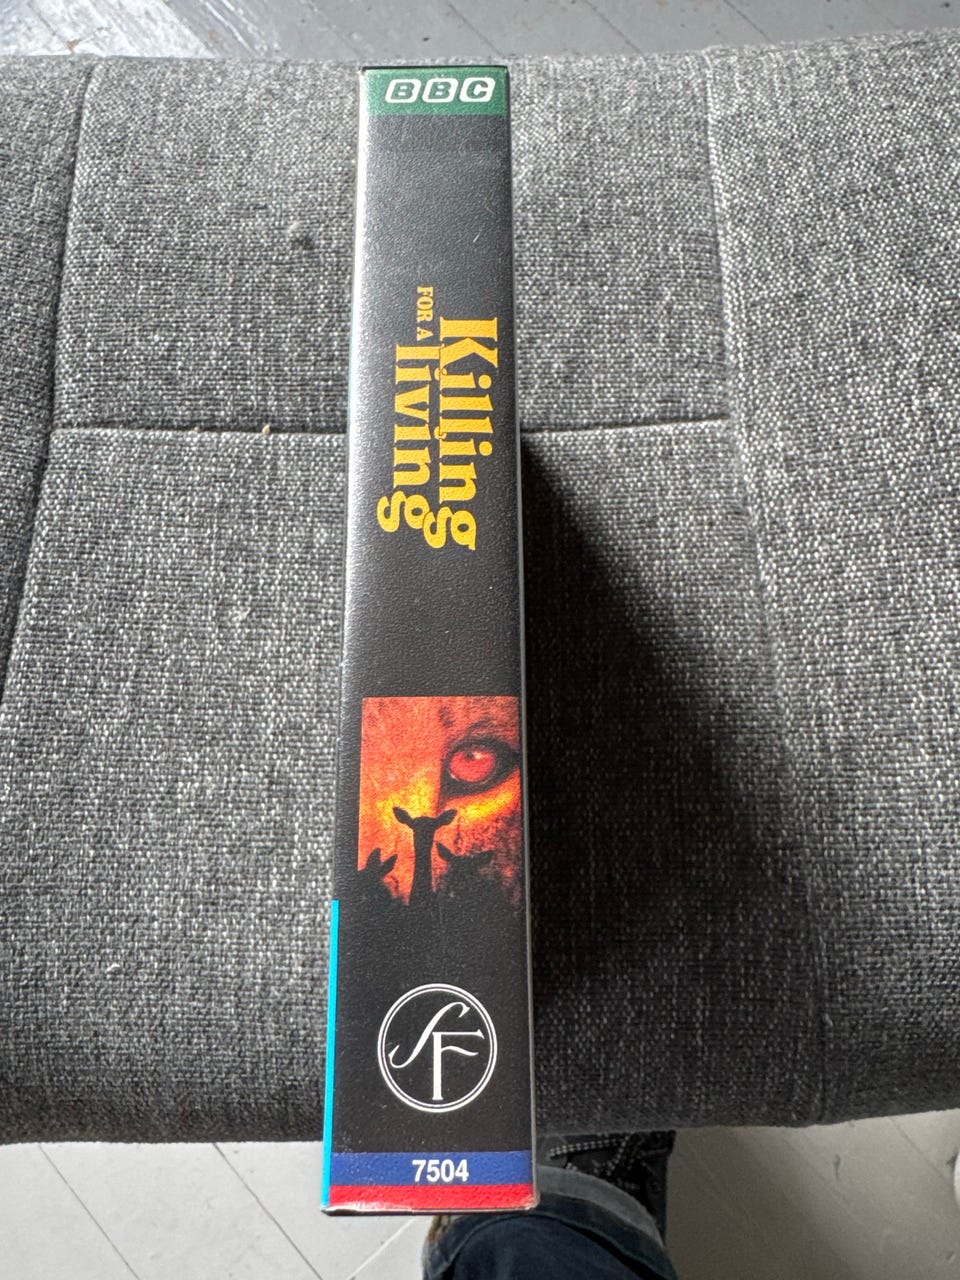 BBC
Killing
FOR A living
SF
7504